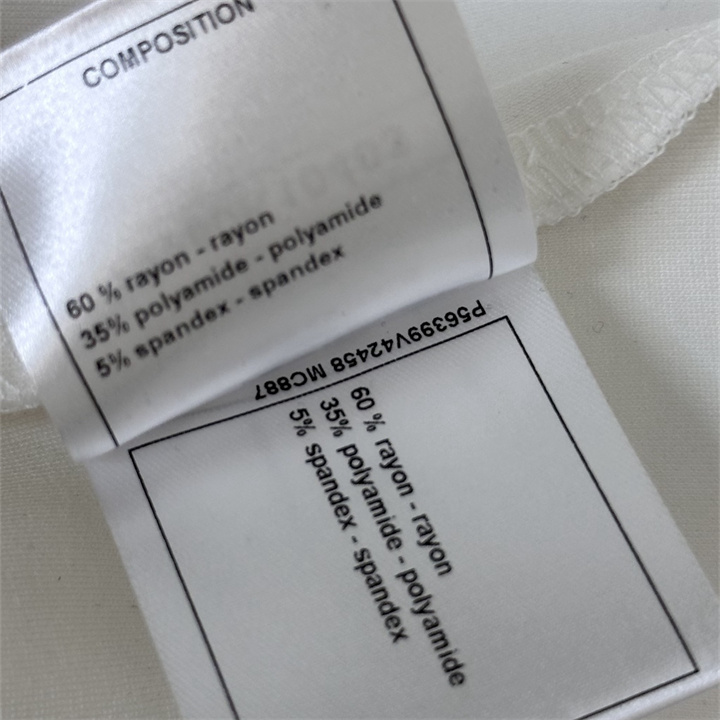 COMPOSITION
60 % rayon - rayon
35% polyamide - polyamide
5% spandex - spandex
P56399V42458 MC887
60 % rayon - rayon
35% polyamide - polyamide
5% spandex - spandex